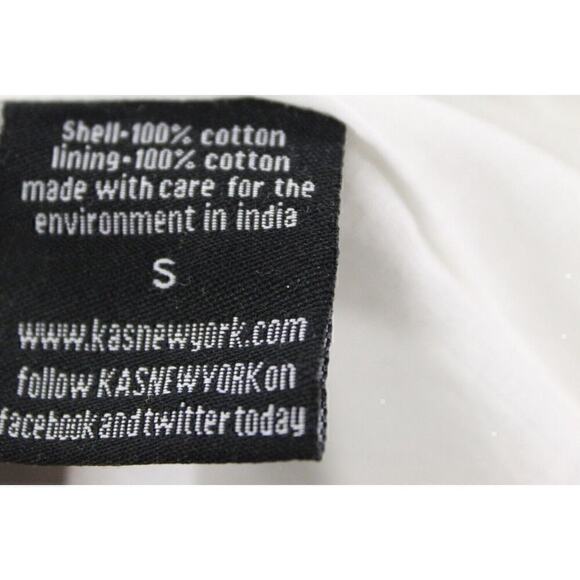 Shell•100% cotton
lining•100% cotton
made with care for the
environment in india
S
www.kasnewyork.com
follow KASNEWYORK on
facebook and twitter today